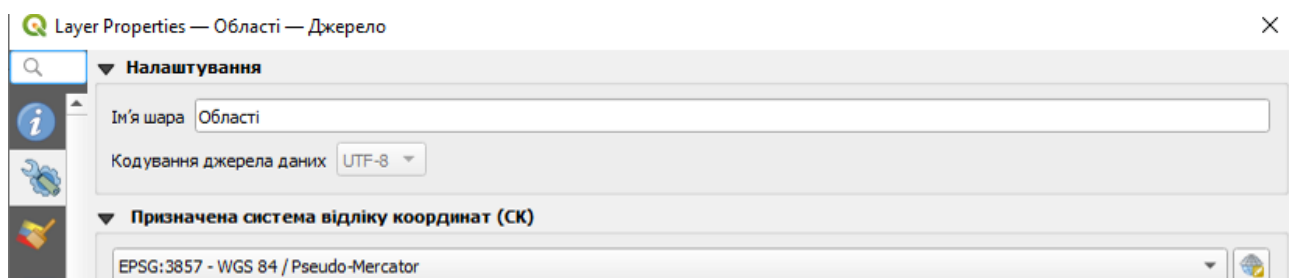 Layer Properties — Області — Джерело
Налаштування
Ім'я шара Області
Кодування джерела даних UTF-8
Призначена система відліку координат (СК)
EPSG:3857 - WGS 84 / Pseudo-Mercator